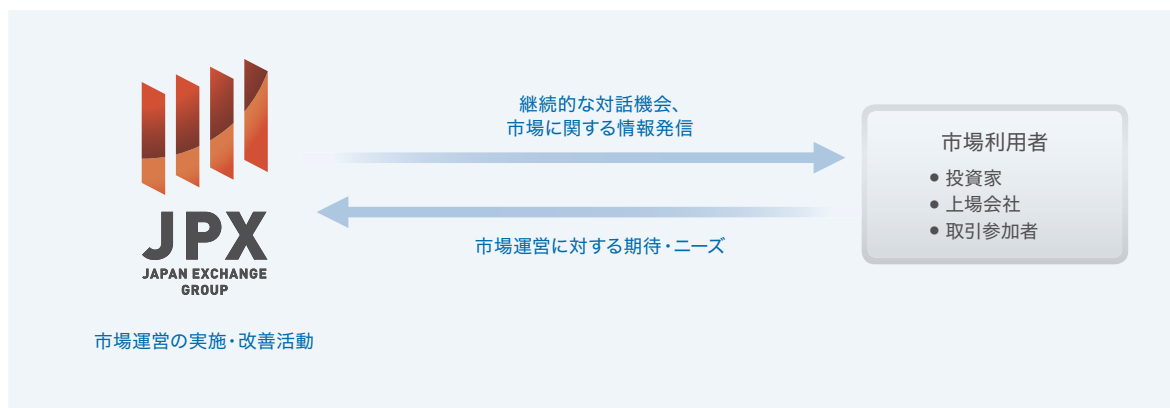 継続的な対話機会、
市場に関する情報発信
市場利用者
● 投資家
● 上場会社
● 取引参加者
市場運営に対する期待・ニーズ
JPX
JAPAN EXCHANGE
GROUP
市場運営の実施・改善活動